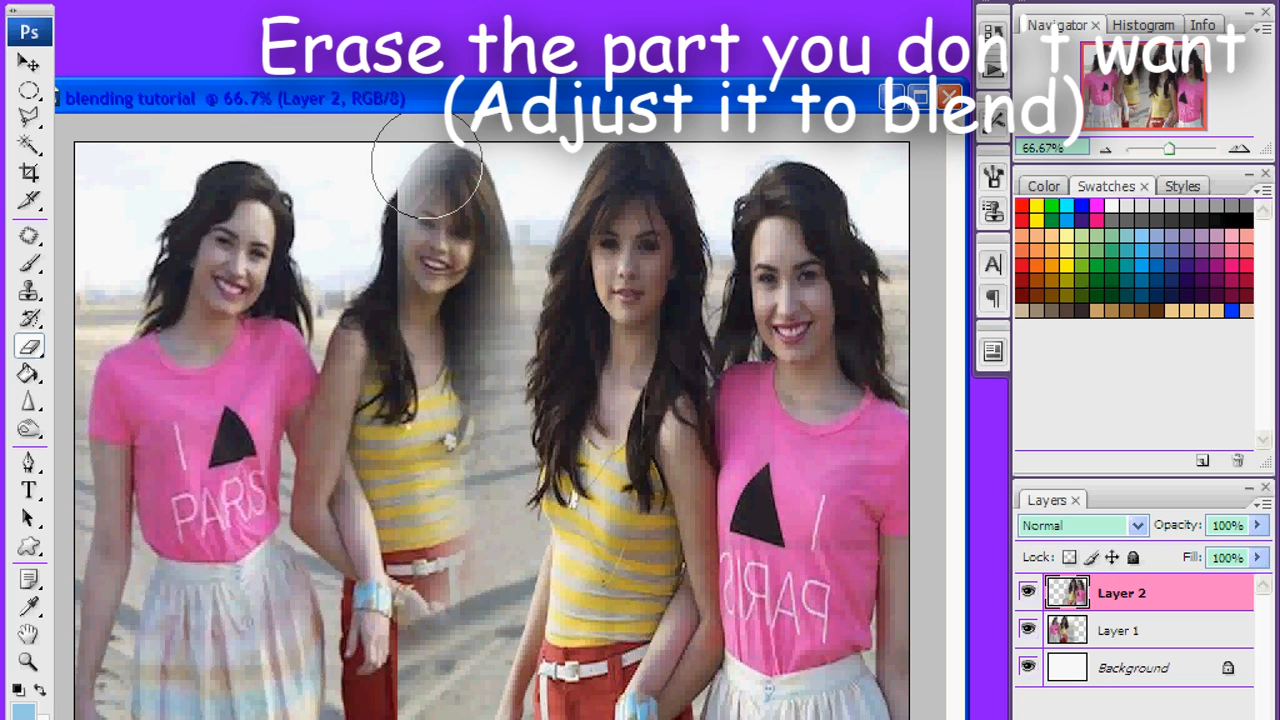 Erase the part you don't want
(Adjust it to blend)
Ps
blending tutorial @ 66.7% (Layer 2, RGB/8)
Navigator × Histogram Info
66.67%
Color Swatches × Styles
I
PARIS
I
PARIS
Layers ×
Normal Opacity: 100%
Lock: Fill: 100%
Layer 2
Layer 1
Background